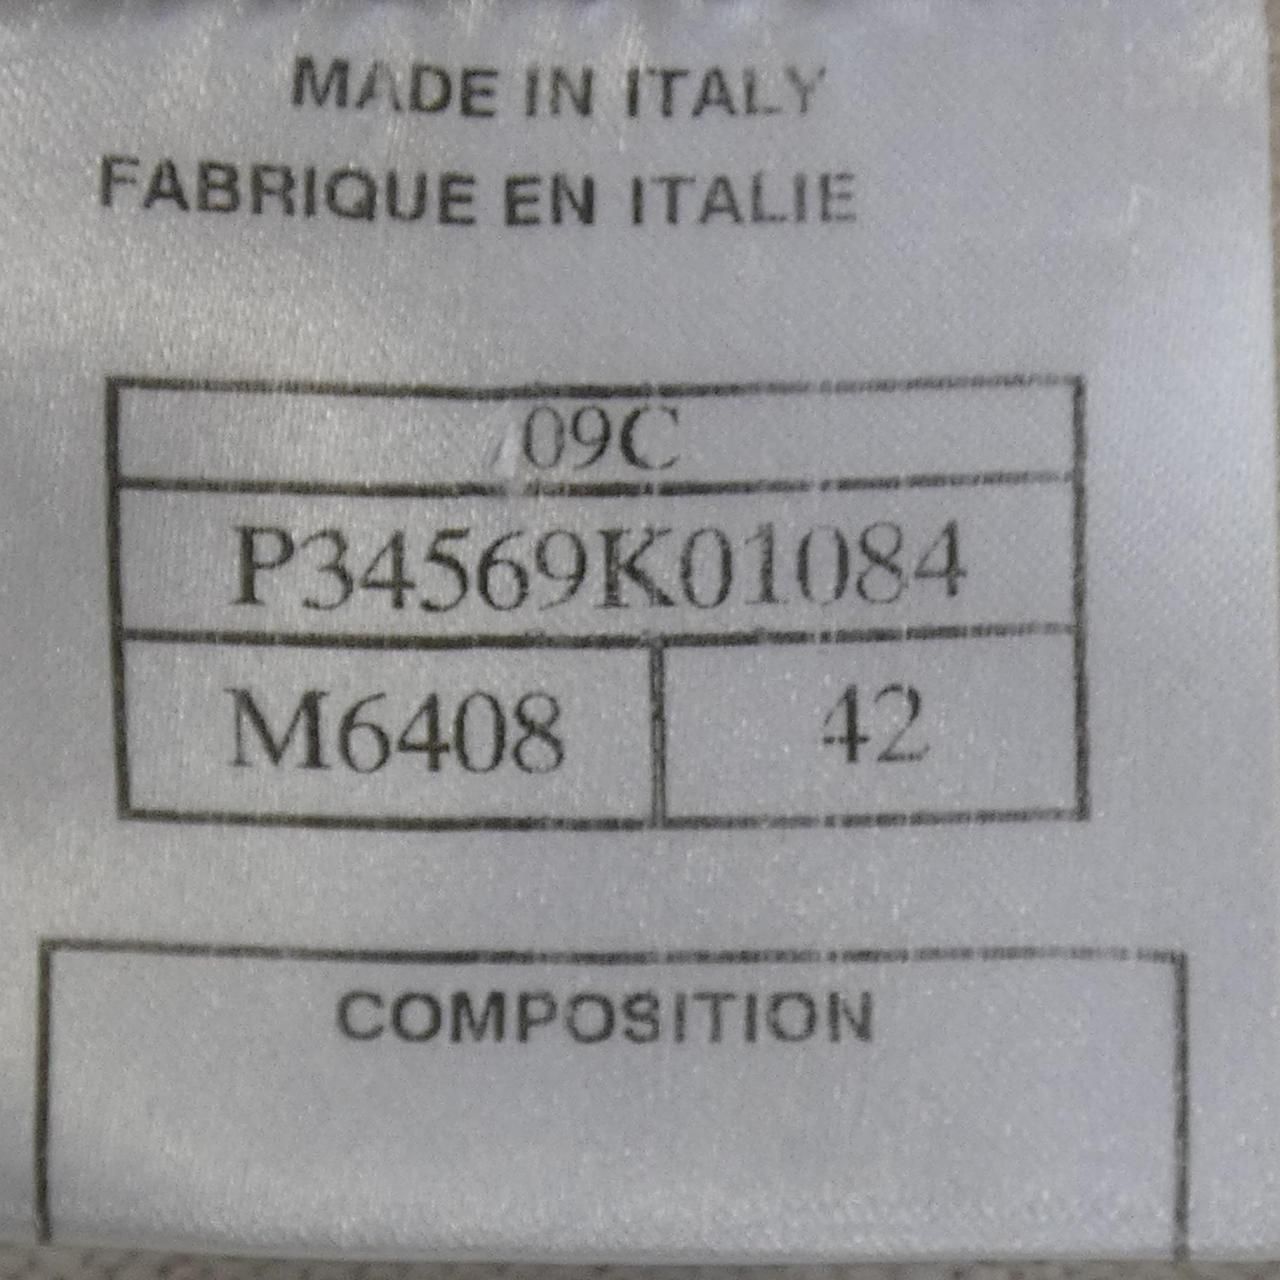 MADE IN ITALY
FABRIQUE EN ITALIE
09C
P34569K01084
M6408 42
COMPOSITION